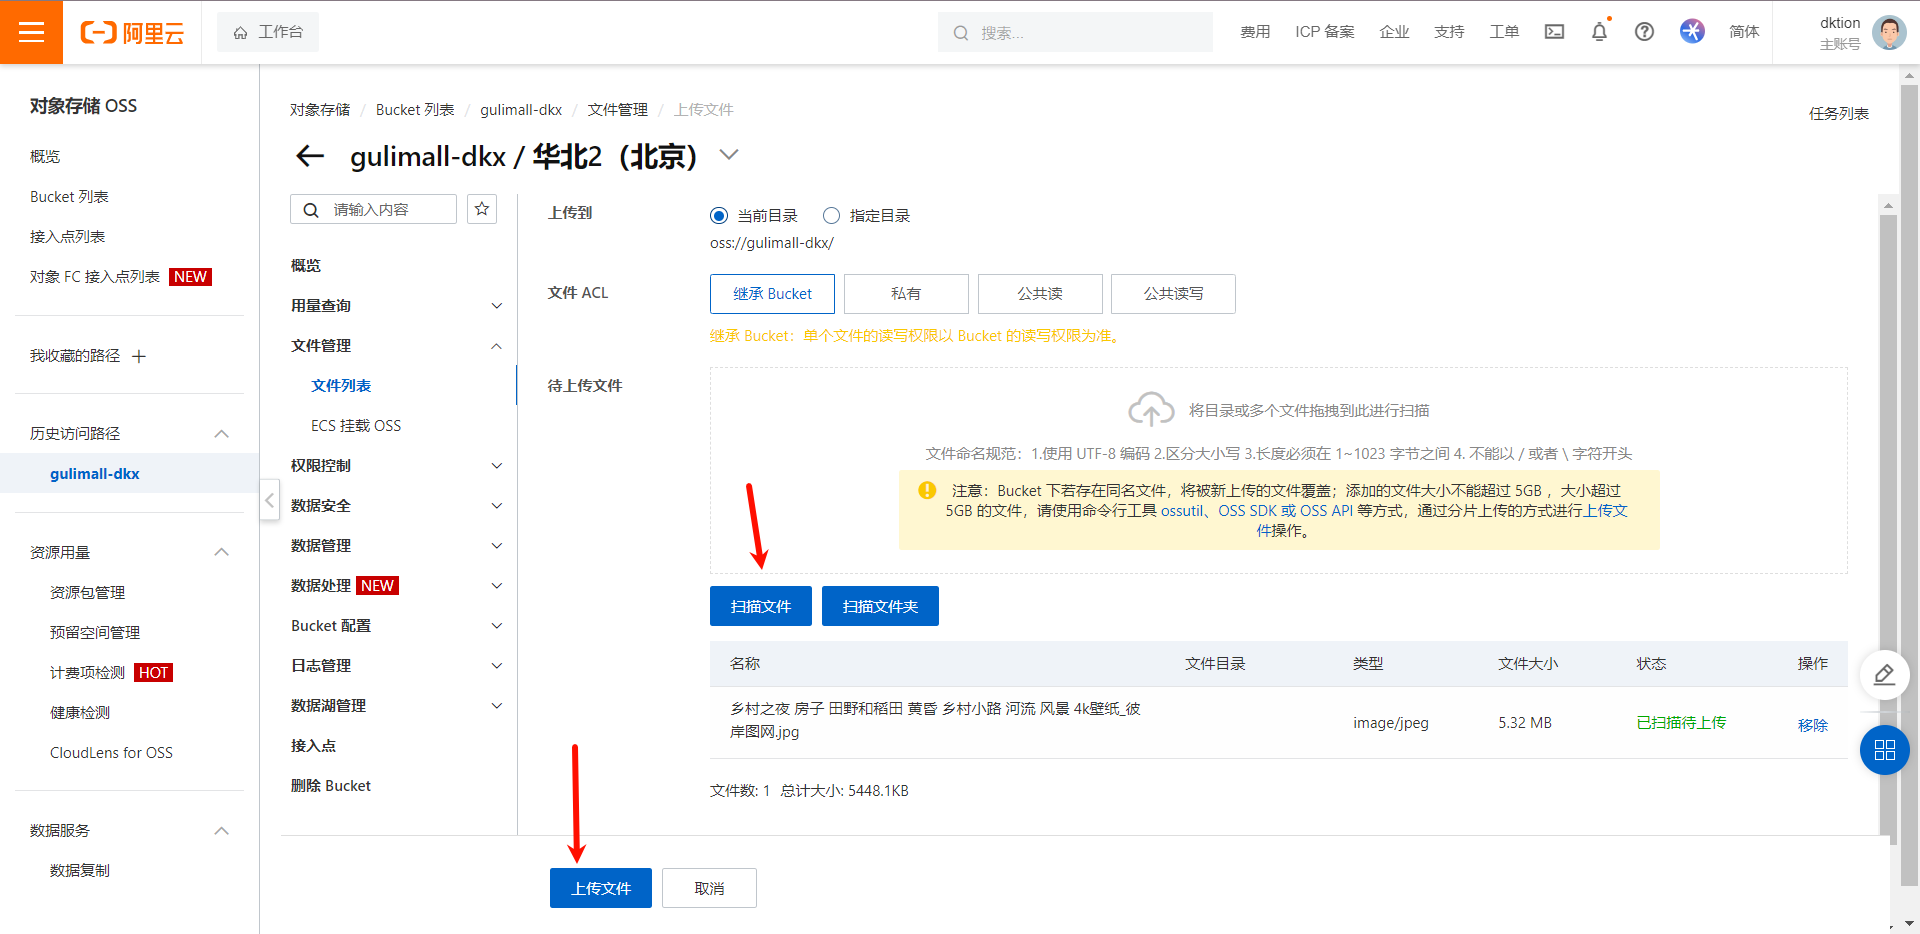 阿里云
工作台
搜索...
费用
ICP 备案
企业
支持
工单
简体
dktion
主账号
对象存储 OSS
概览
Bucket 列表
接入点列表
对象 FC 接入点列表 NEW
我收藏的路径
历史访问路径
gulimall-dkx
资源用量
资源包管理
预留空间管理
计费项检测 HOT
健康检测
CloudLens for OSS
数据服务
数据复制
对象存储 / Bucket 列表 / gulimall-dkx / 文件管理 / 上传文件
任务列表
gulimall-dkx / 华北2（北京）
请输入内容
概览
用量查询
文件管理
文件列表
ECS 挂载 OSS
权限控制
数据安全
数据管理
数据处理 NEW
Bucket 配置
日志管理
数据湖管理
接入点
删除 Bucket
上传到
当前目录 指定目录
oss://gulimall-dkx/
文件 ACL
继承 Bucket 私有 公共读 公共读写
继承 Bucket：单个文件的读写权限以 Bucket 的读写权限为准。
待上传文件
将目录或多个文件拖拽到此进行扫描
文件命名规范：1.使用 UTF-8 编码 2.区分大小写 3.长度必须在 1~1023 字节之间 4. 不能以 / 或者 \ 字符开头
注意：Bucket 下若存在同名文件，将被新上传的文件覆盖；添加的文件大小不能超过 5GB ，大小超过
5GB 的文件，请使用命令行工具 ossutil、OSS SDK 或 OSS API 等方式，通过分片上传的方式进行上传文
件操作。
扫描文件 扫描文件夹
名称 文件目录 类型 文件大小 状态 操作
乡村之夜 房子 田野和稻田 黄昏 乡村小路 河流 风景 4k壁纸_彼
岸图网.jpg
image/jpeg 5.32 MB 已扫描待上传 移除
文件数: 1 总计大小: 5448.1KB
上传文件 取消